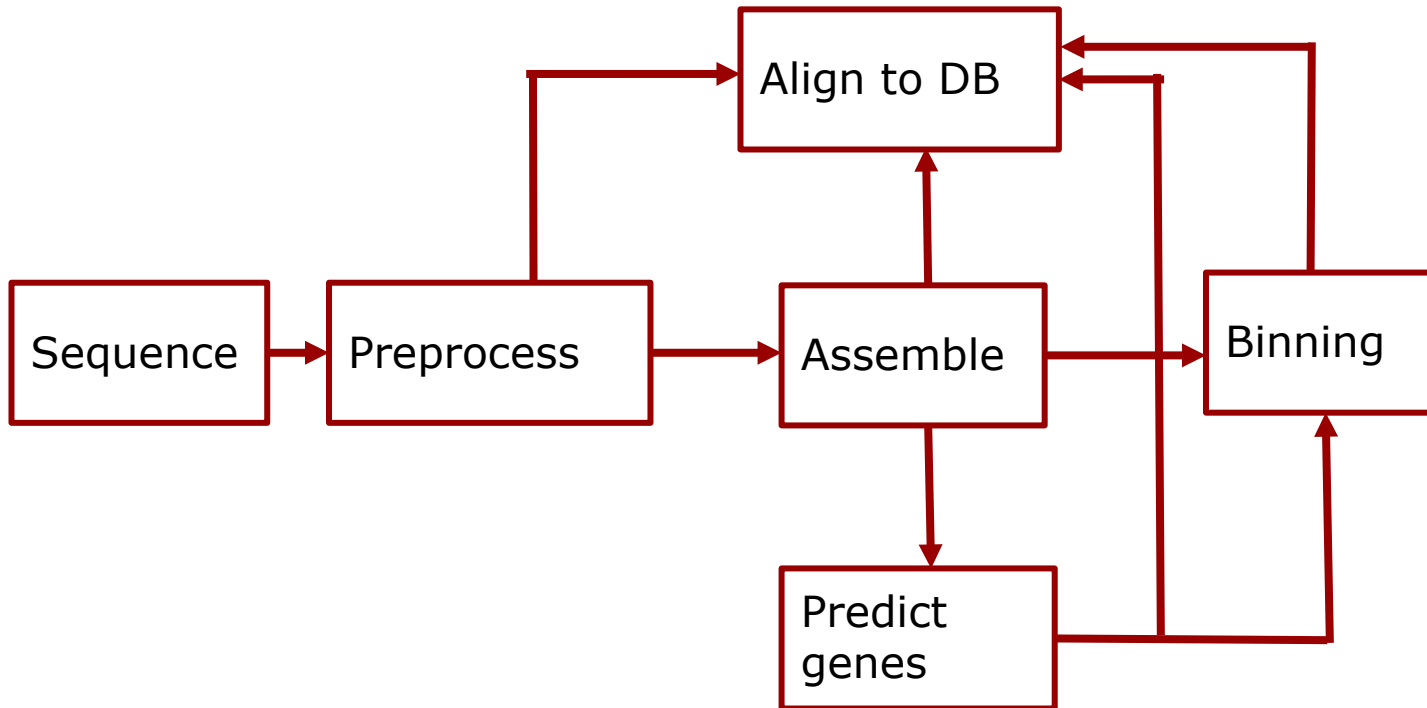 Align to DB
Sequence
Preprocess
Assemble
Binning
Predict
genes